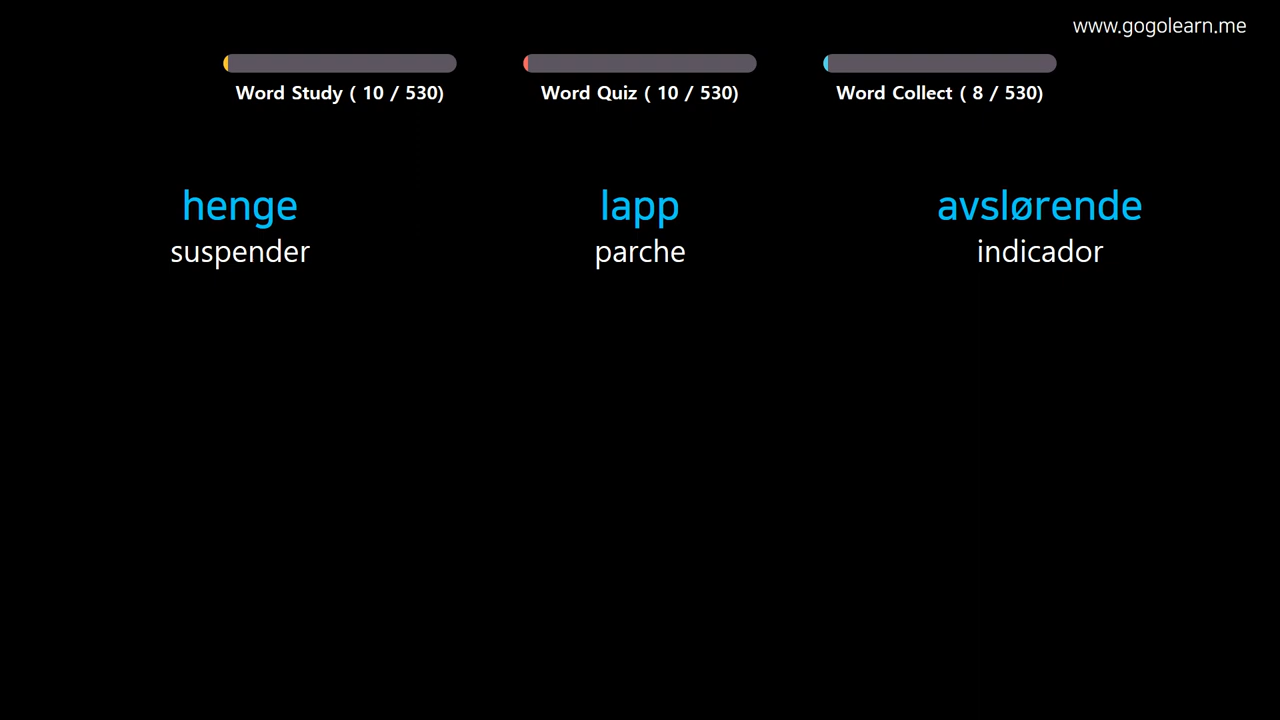 www.gogolearn.me
Word Study ( 10 / 530)
Word Quiz ( 10 / 530)
Word Collect ( 8 / 530)
henge
suspender
lapp
parche
avslørende
indicador